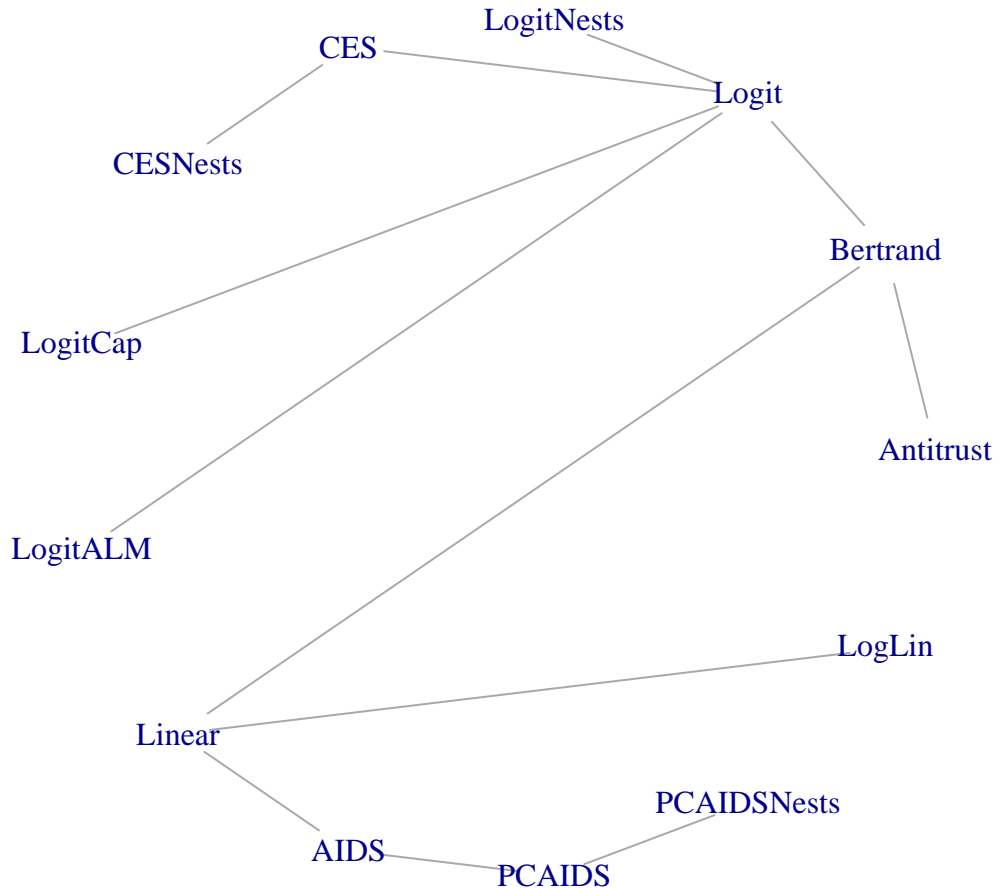 LogitNests
CES
Logit
CESNests
Bertrand
LogitCap
Antitrust
LogitALM
LogLin
Linear
PCAIDSNests
AIDS
PCAIDS